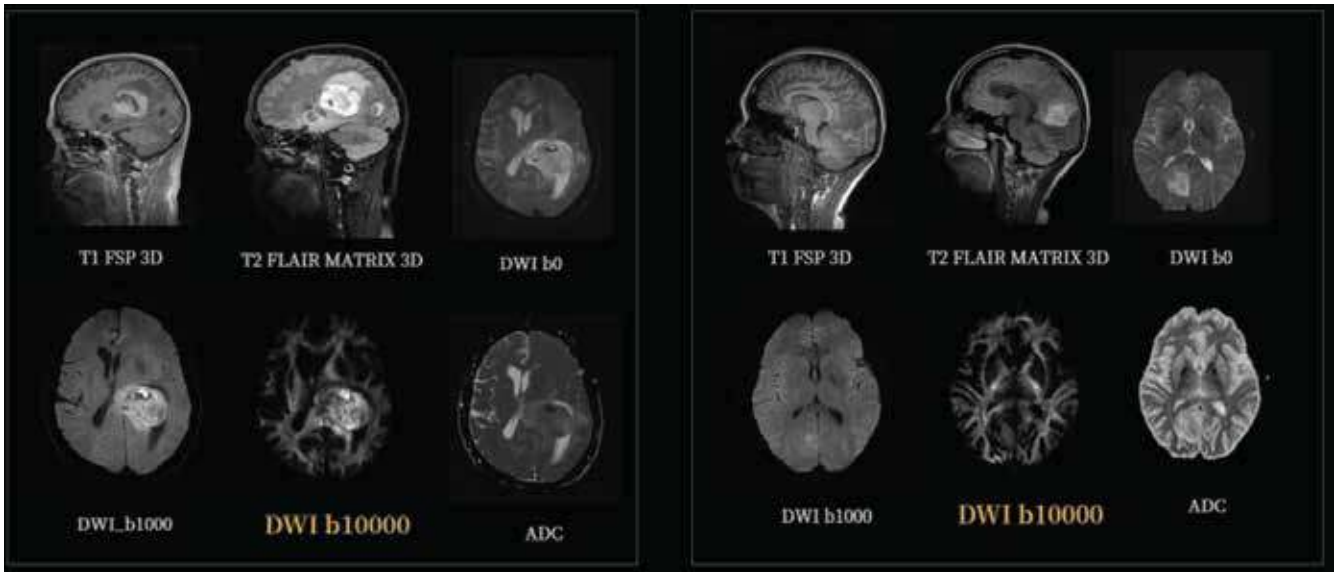 T1 FSP 3D
T2 FLAIR MATRIX 3D
DWI b0
DWI_b1000
DWI b10000
ADC
T1 FSP 3D
T2 FLAIR MATRIX 3D
DWI b0
DWI b1000
DWI b10000
ADC